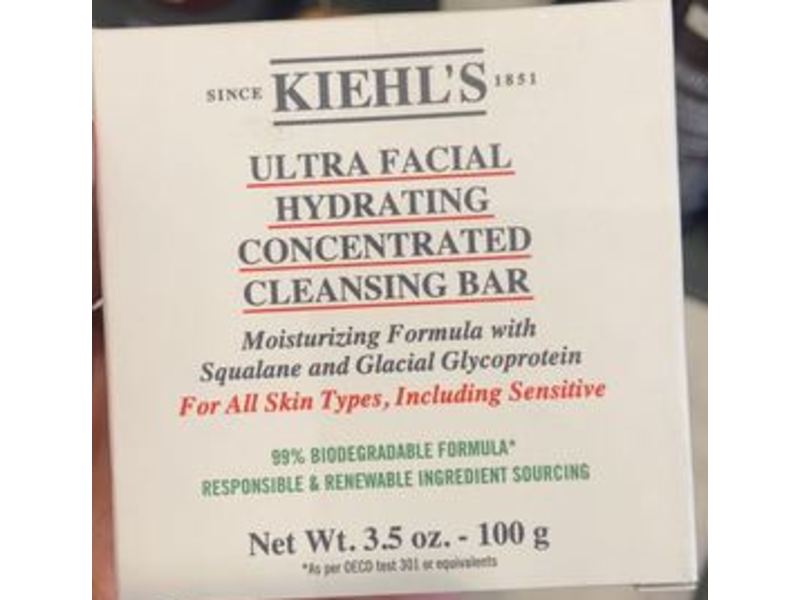 SINCE KIEHL'S 1851
ULTRA FACIAL
HYDRATING
CONCENTRATED
CLEANSING BAR
Moisturizing Formula with
Squalane and Glacial Glycoprotein
For All Skin Types, Including Sensitive
99% BIODEGRADABLE FORMULA*
RESPONSIBLE & RENEWABLE INGREDIENT SOURCING
Net Wt. 3.5 oz. - 100 g
*As per OECD test 301 or equivalents